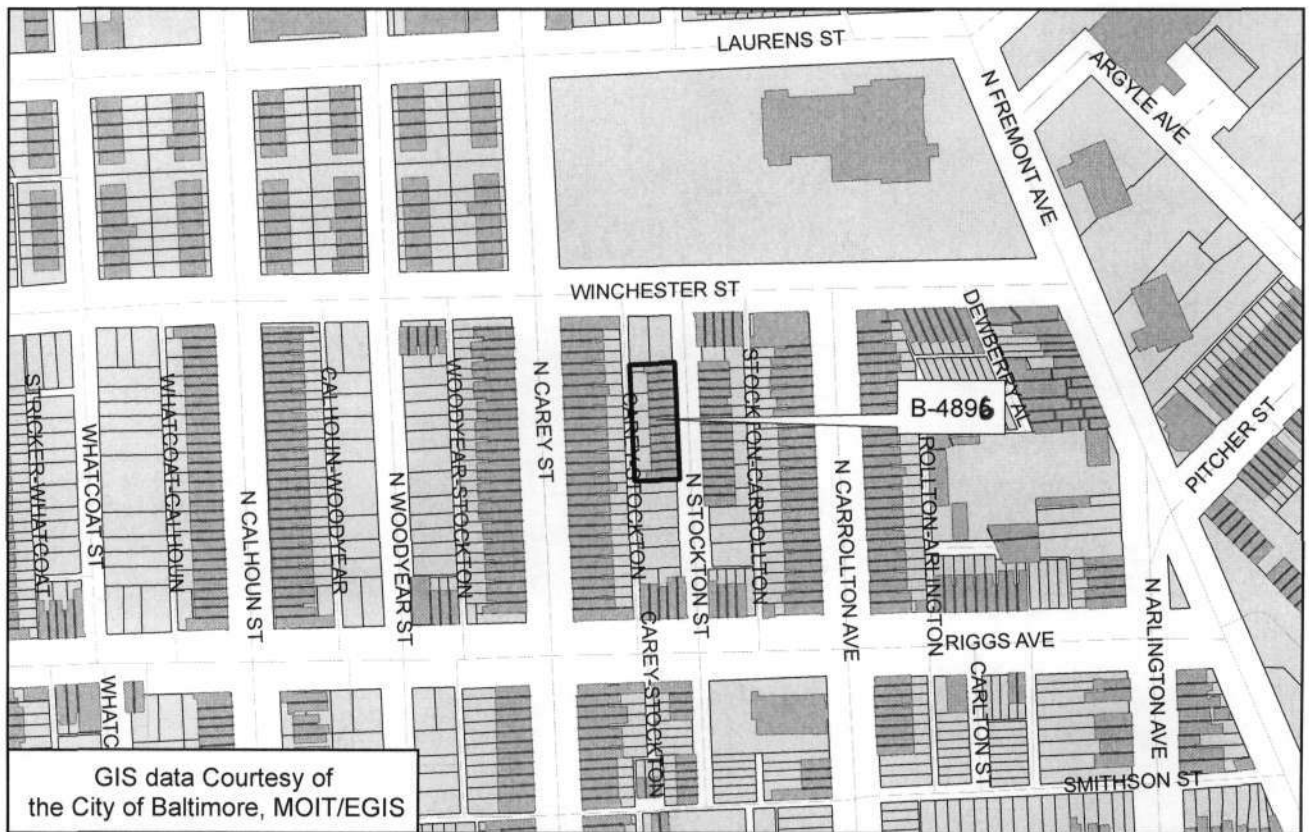 LAURENS ST
ARGYLE AVE
N FREMONT AVE
WINCHESTER ST
DEWBERRY AL
STRICKER-WHATCOAT
WHATCOAT ST
WHATCOAT-CALHOUN
N CALHOUN ST
CALHOUN-WOODYEAR
N WOODYEAR ST
WOODYEAR-STOCKTON
N CAREY ST
CAREY-STOCKTON
N STOCKTON ST
STOCKTON-CARROLLTON
B-4896
N CARROLLTON AVE
ROLLTON-ARLINGTON
PITCHER ST
N ARLINGTON AVE
RIGGS AVE
WHATC
CAREY-STOCKTON
CARLTON ST
SMITHSON ST
GIS data Courtesy of
the City of Baltimore, MOIT/EGIS